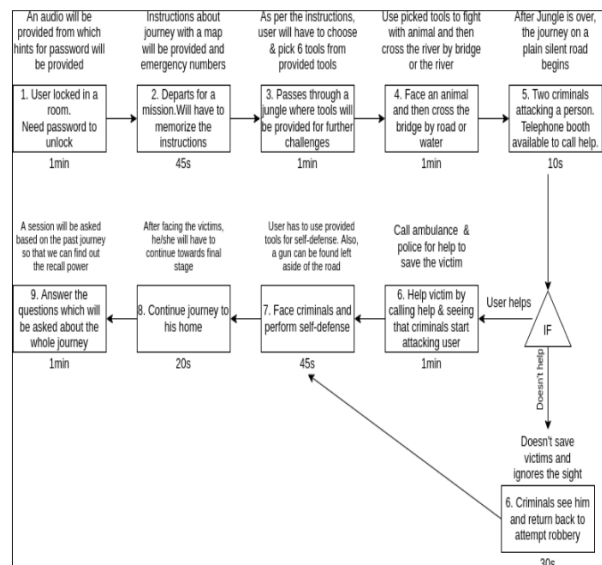 An audio will be
provided from which
hints for password will
be provided
1. User locked in a
room.
Need password to
unlock
1min
Instructions about
journey with a map
will be provided and
emergency numbers
2. Departs for a
mission.Will have to
memorize the
instructions
45s
As per the instructions,
user will have to choose
& pick 6 tools from
provided tools
3. Passes through a
jungle where tools will
be provided for further
challenges
1min
Use picked tools to fight
with animal and then
cross the river by bridge
or the river
4. Face an animal
and then cross the
bridge by road or
water
1min
After Jungle is over,
the journey on a
plain silent road
begins
5. Two criminals
attacking a person.
Telephone booth
available to call help.
10s
IF
User helps
Doesn't help
Call ambulance &
police for help to
save the victim
6. Help victim by
calling help & seeing
that criminals start
attacking user
1min
Doesn't save
victims and
ignores the sight
6. Criminals see him
and return back to
attempt robbery
30s
User has to use provided
tools for self-defense. Also,
a gun can be found left
aside of the road
7. Face criminals and
perform self-defense
45s
After facing the victims,
he/she will have to
continue towards final
stage
8. Continue journey to
his home
20s
A session will be asked
based on the past journey
so that we can find out
the recall power
9. Answer the
questions which will
be asked about the
whole journey
1min